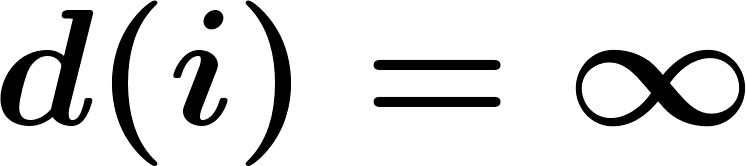 d(i) = ∞